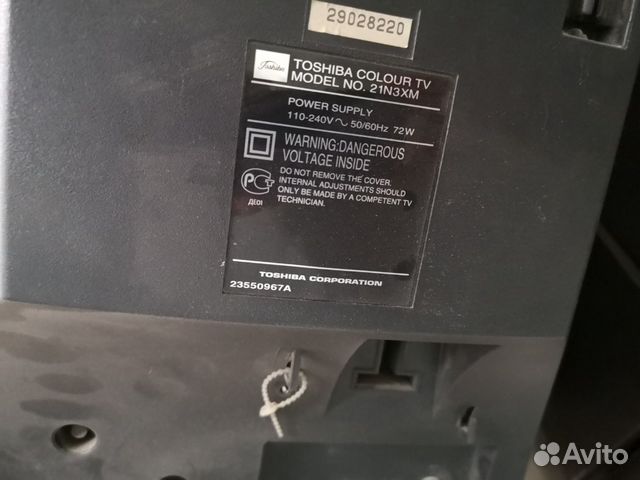 29028220
Toshiba
TOSHIBA COLOUR TV
MODEL NO. 21N3XM
POWER SUPPLY
110-240V ~ 50/60Hz 72W
WARNING:DANGEROUS
VOLTAGE INSIDE
DO NOT REMOVE THE COVER.
INTERNAL ADJUSTMENTS SHOULD
ONLY BE MADE BY A COMPETENT TV
TECHNICIAN.
TOSHIBA CORPORATION
23550967A
Avito